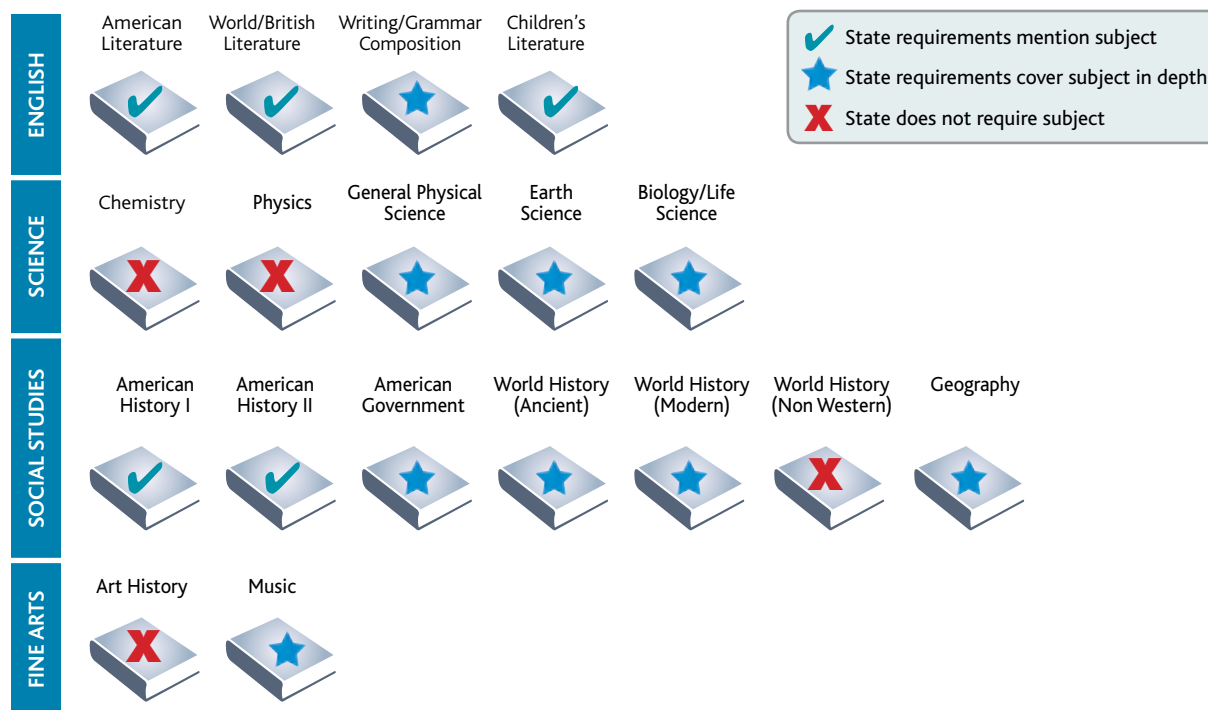 American
Literature
World/British
Literature
Writing/Grammar
Composition
Children's
Literature
State requirements mention subject
State requirements cover subject in depth
State does not require subject
ENGLISH
Chemistry
Physics
General Physical
Science
Earth
Science
Biology/Life
Science
SCIENCE
American
History I
American
History II
American
Government
World History
(Ancient)
World History
(Modern)
World History
(Non Western)
Geography
SOCIAL STUDIES
Art History
Music
FINE ARTS